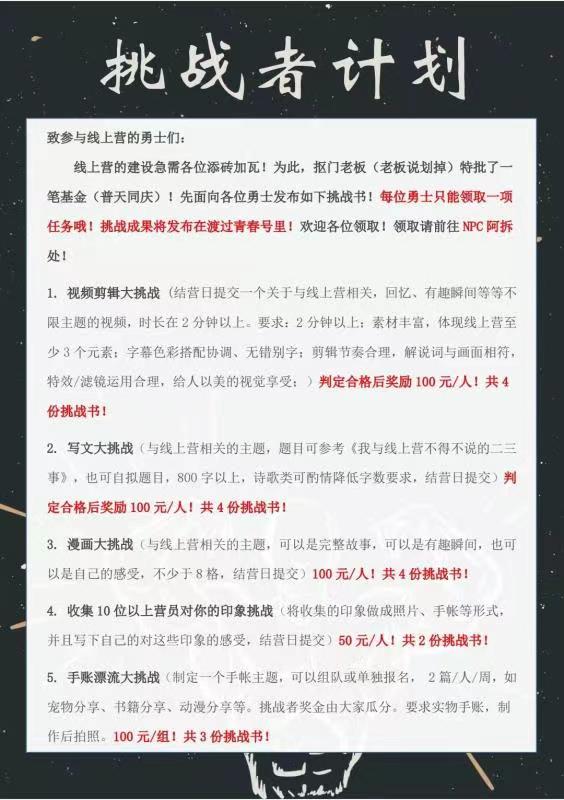 挑战者计划
致参与线上营的勇士们：
线上营的建设急需各位添砖加瓦！为此，抠门老板（老板说划掉）特批了一
笔基金（普天同庆）！先面向各位勇士发布如下挑战书！每位勇士只能领取一项
任务哦！挑战成果将发布在渡过青春号里！欢迎各位领取！领取请前往 NPC 阿拆
处！
1. 视频剪辑大挑战（结营日提交一个关于与线上营相关，回忆、有趣瞬间等等不
限主题的视频，时长在 2 分钟以上。要求：2 分钟以上；素材丰富，体现线上营至
少 3 个元素；字幕色彩搭配协调、无错别字；剪辑节奏合理，解说词与画面相符，
特效/滤镜运用合理，给人以美的视觉享受；）判定合格后奖励 100 元/人！共 4
份挑战书！
2. 写文大挑战（与线上营相关的主题，题目可参考《我与线上营不得不说的二三
事》，也可自拟题目，800 字以上，诗歌类可酌情降低字数要求，结营日提交）判
定合格后奖励 100 元/人！共 4 份挑战书！
3. 漫画大挑战（与线上营相关的主题，可以是完整故事，可以是有趣瞬间，也可
以是自己的感受，不少于 8 格，结营日提交）100 元/人！共 4 份挑战书！
4. 收集 10 位以上营员对你的印象挑战（将收集的印象做成照片、手帐等形式，
并且写下自己的对这些印象的感受，结营日提交）50 元/人！共 2 份挑战书！
5. 手账漂流大挑战（制定一个手帐主题，可以组队或单独报名， 2 篇/人/周，如
宠物分享、书籍分享、动漫分享等。挑战者奖金由大家瓜分。要求实物手账，制
作后拍照。100 元/组！共 3 份挑战书！